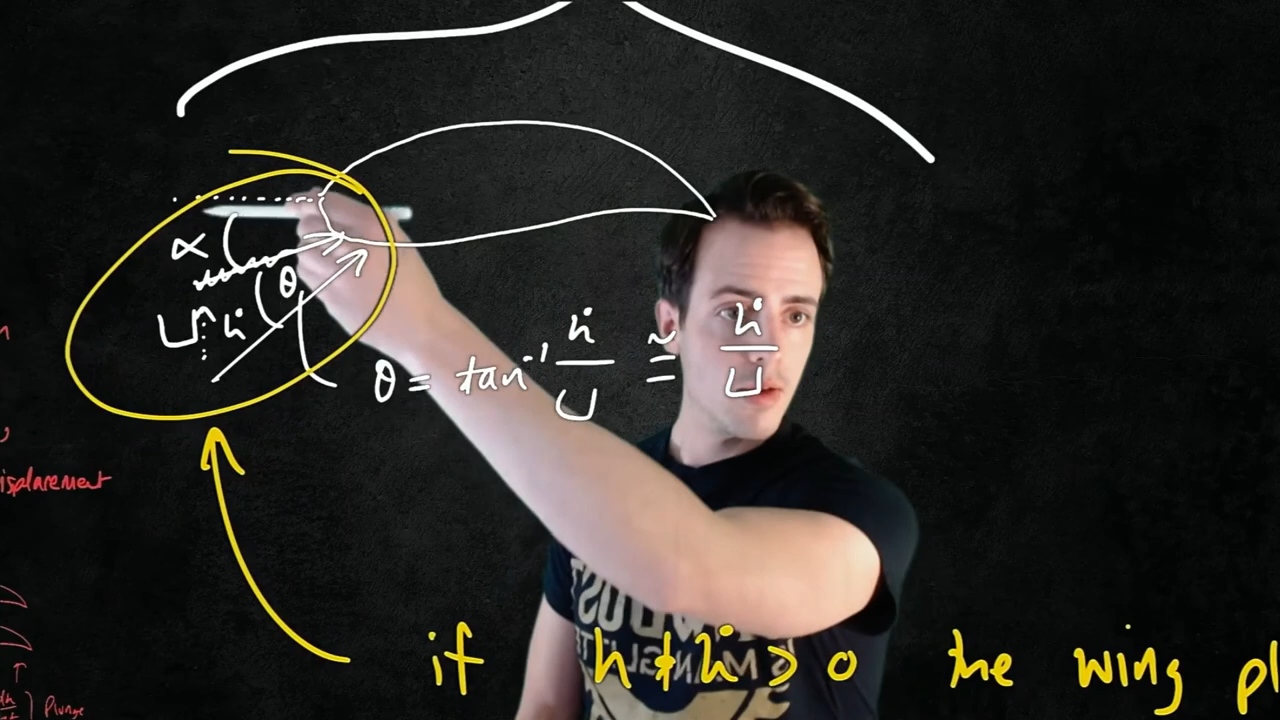 α
θ
U ḣ
θ = tan⁻¹ ḣ/U ≅ ḣ/U
isplacement
if h & ḣ > 0 the wing pl
Plunge